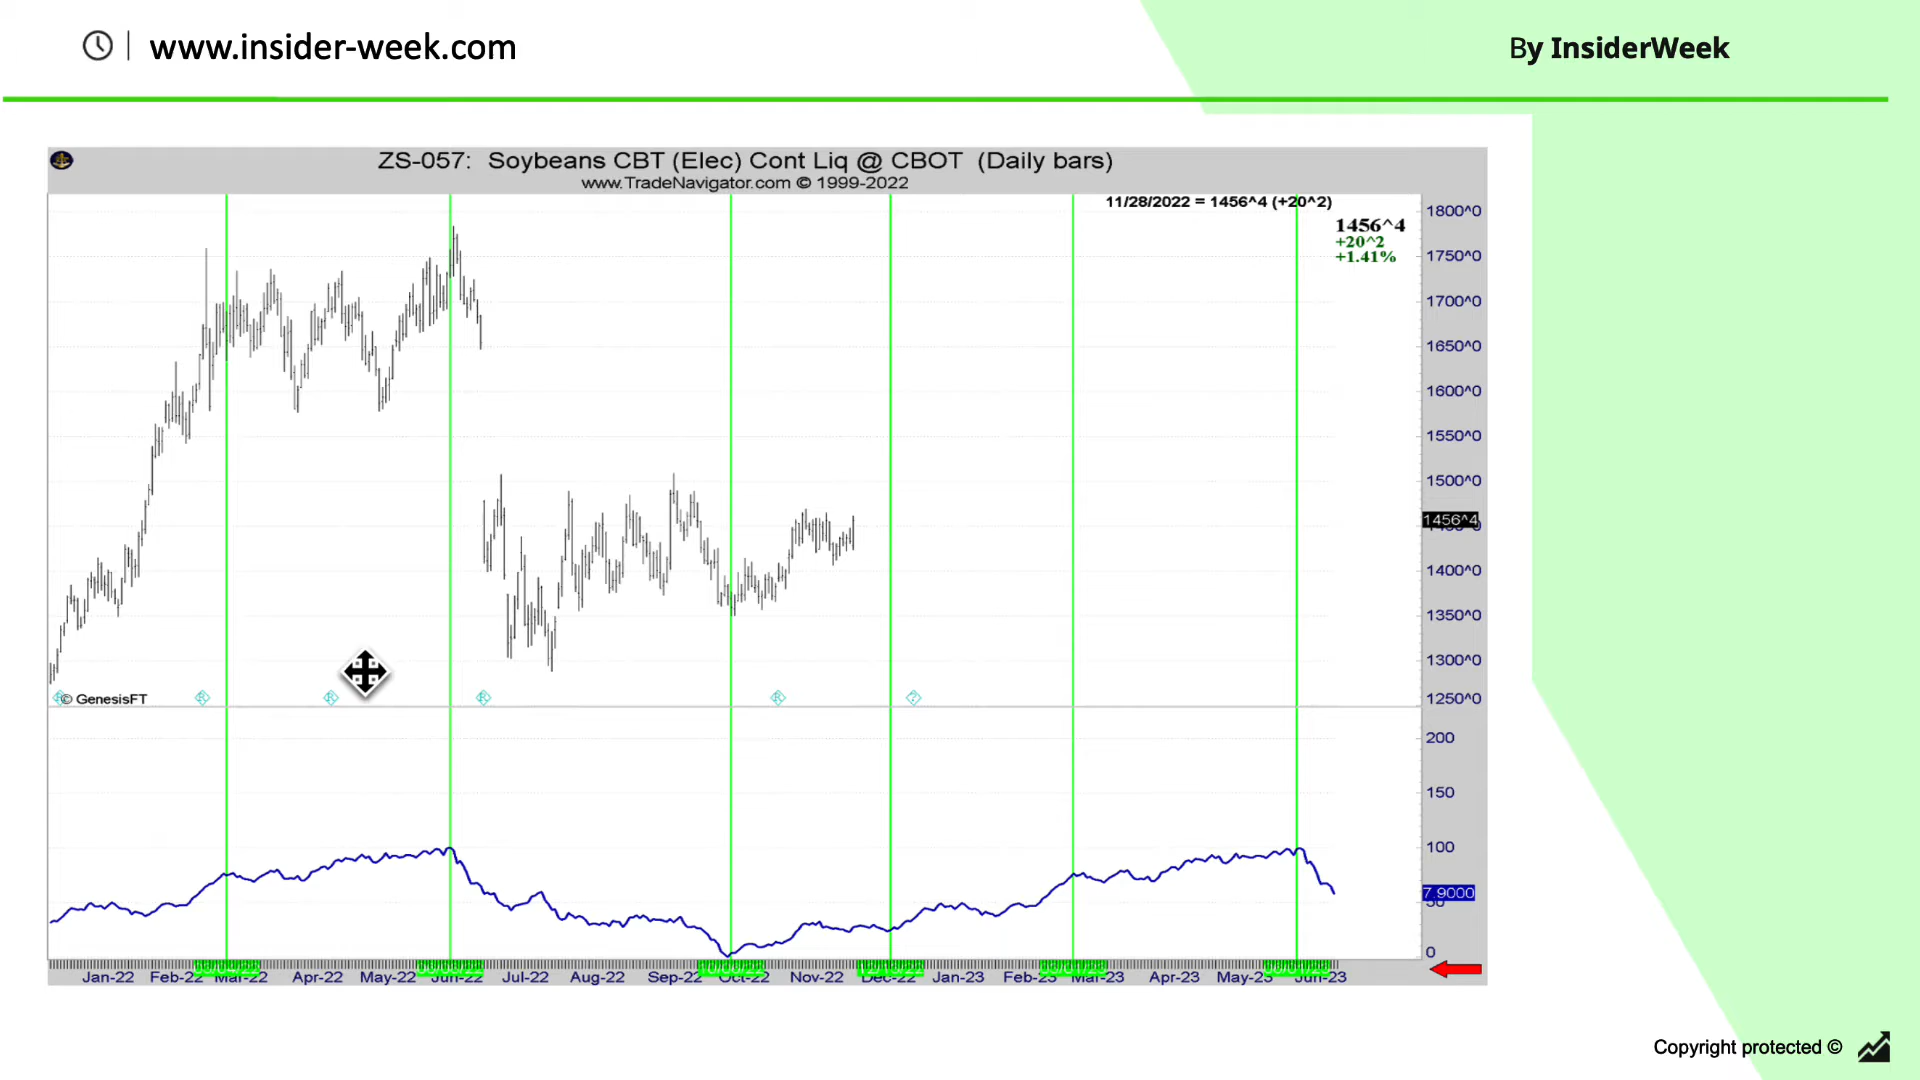 www.insider-week.com
By InsiderWeek
ZS-057: Soybeans CBT (Elec) Cont Liq @ CBOT (Daily bars)
www.TradeNavigator.com © 1999-2022
11/28/2022 = 1456^4 (+20^2)
1456^4
+20^2
+1.41%
1800^0
1750^0
1700^0
1650^0
1600^0
1550^0
1500^0
1456^4
1400^0
1350^0
1300^0
1250^0
© GenesisFT
200
150
100
7.9000
50
0
Jan-22 Feb-22 Mar-22 Apr-22 May-22 Jun-22 Jul-22 Aug-22 Sep-22 Oct-22 Nov-22 Dec-22 Jan-23 Feb-23 Mar-23 Apr-23 May-23 Jun-23
Copyright protected ©